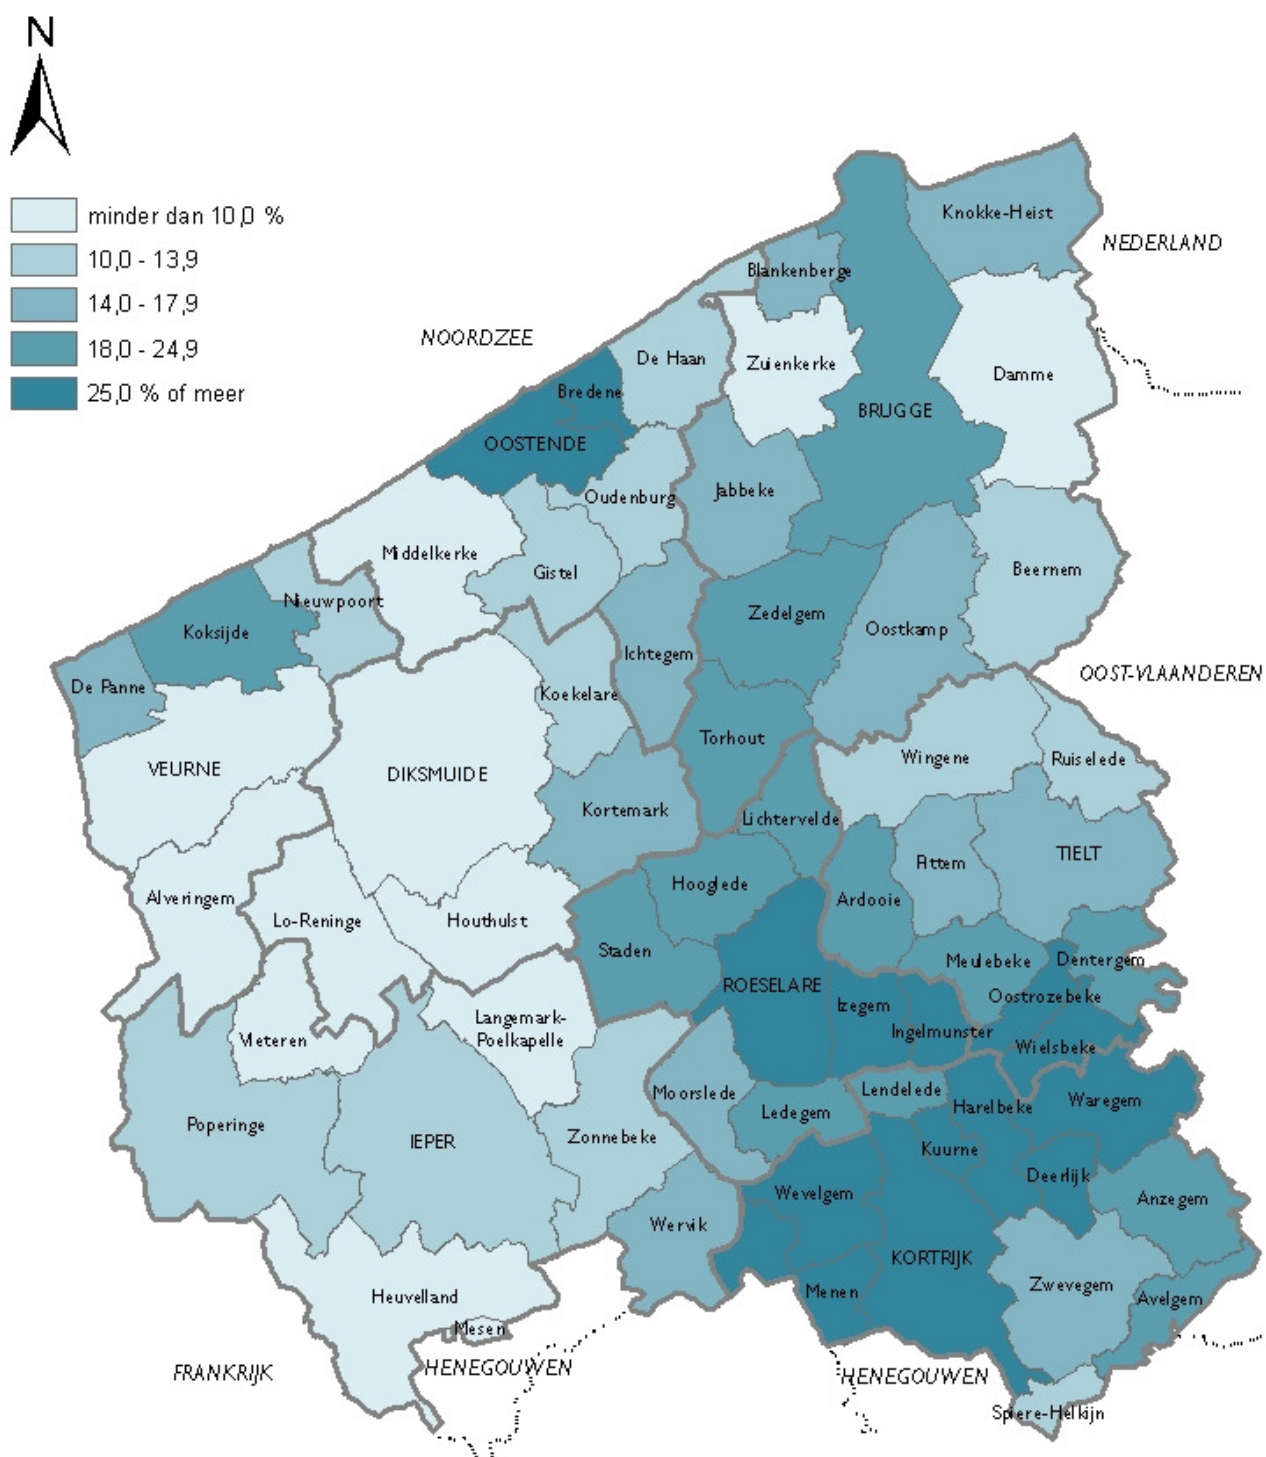 N
minder dan 10,0 %
10,0 - 13,9
14,0 - 17,9
18,0 - 24,9
25,0 % of meer
Knokke-Heist
NEDERLAND
Blankenberge
NOORDZEE
De Haan
Zuienkerke
Damme
Bredene
BRUGGE
OOSTENDE
Oudenburg
Jabbeke
Middelkerke
Gistel
Beernem
Nieuwpoort
Koksijde
Zedelgem
Oostkamp
Ichtegem
OOST-VLAANDEREN
De Panne
Koekelare
Torhout
Wingene
Ruiselede
VEURNE
DIKSMUIDE
Kortemark
Lichtervelde
Pittem
TIELT
Alveringem
Hooglede
Ardooie
Lo-Reninge
Houthulst
Staden
Meulebeke
Dentergem
ROESELARE
Izegem
Oostrozebeke
Langemark-
Poelkapelle
Ingelmunster
Vleteren
Wielsbeke
Moorslede
Lendelede
Harelbeke
Waregem
Poperinge
IEPER
Zonnebeke
Ledegem
Kuurne
Deerlijk
Wevelgem
Anzegem
Wervik
KORTRIJK
Zwevegem
Heuvelland
Menen
Avelgem
Mesen
FRANKRIJK
HENEGOUWEN
HENEGOUWEN
Spiere-Helkijn